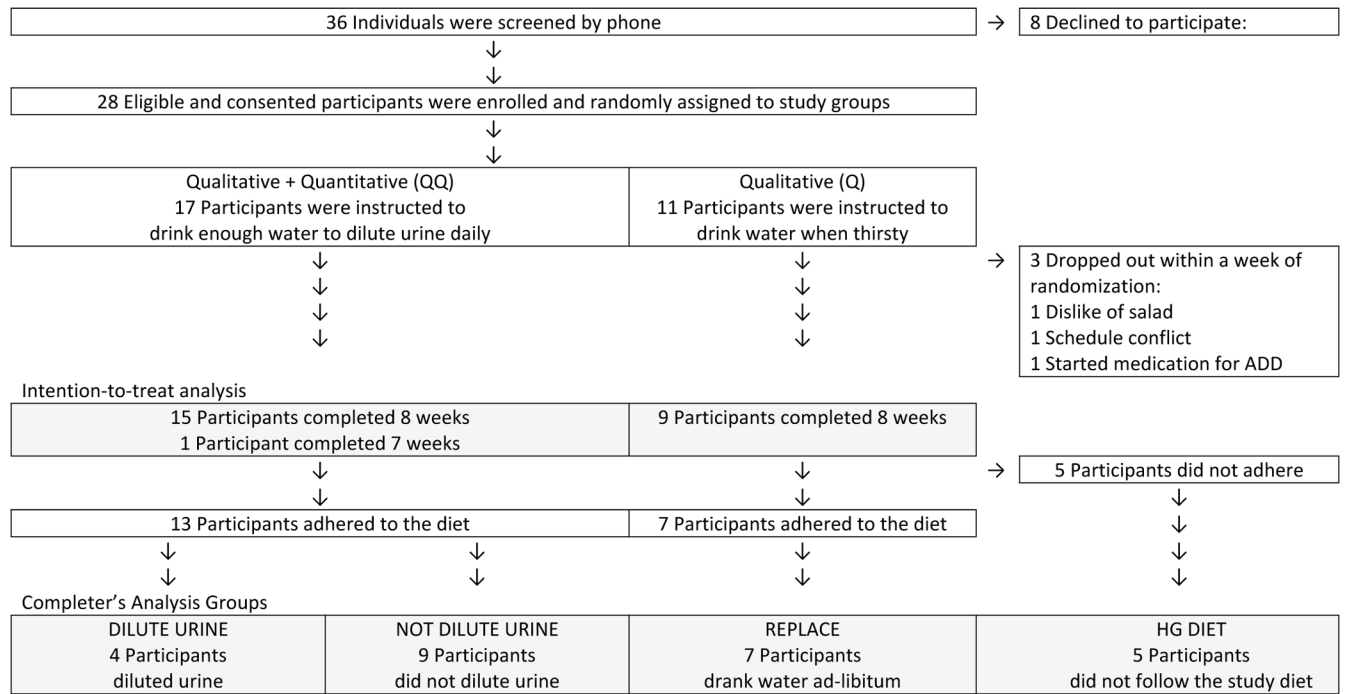 36 Individuals were screened by phone
→
8 Declined to participate:
↓
↓
28 Eligible and consented participants were enrolled and randomly assigned to study groups
↓
↓
Qualitative + Quantitative (QQ)
17 Participants were instructed to
drink enough water to dilute urine daily
Qualitative (Q)
11 Participants were instructed to
drink water when thirsty
↓ ↓
↓ ↓
↓ ↓
↓ ↓
→
3 Dropped out within a week of
randomization:
1 Dislike of salad
1 Schedule conflict
1 Started medication for ADD
Intention-to-treat analysis
15 Participants completed 8 weeks
1 Participant completed 7 weeks
9 Participants completed 8 weeks
↓ ↓
↓ ↓
→
5 Participants did not adhere
13 Participants adhered to the diet
7 Participants adhered to the diet
↓ ↓ ↓
↓ ↓ ↓
↓
↓
↓
↓
Completer’s Analysis Groups
DILUTE URINE
4 Participants
diluted urine
NOT DILUTE URINE
9 Participants
did not dilute urine
REPLACE
7 Participants
drank water ad-libitum
HG DIET
5 Participants
did not follow the study diet